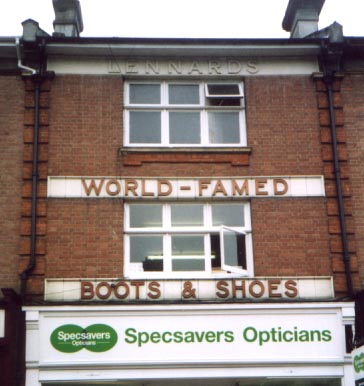 LENNARDS
WORLD-FAMED
BOOTS & SHOES
Specsavers
Opticians
Specsavers Opticians